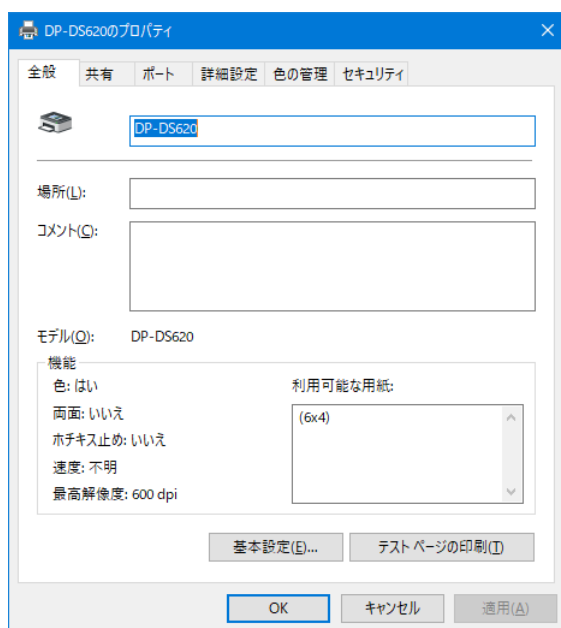 DP-DS620のプロパティ
全般 共有 ポート 詳細設定 色の管理 セキュリティ
DP-DS620
場所(L):
コメント(C):
モデル(O): DP-DS620
機能
色: はい
両面: いいえ
ホチキス止め: いいえ
速度: 不明
最高解像度: 600 dpi
利用可能な用紙:
(6x4)
基本設定(E)... テスト ページの印刷(T)
OK キャンセル 適用(A)